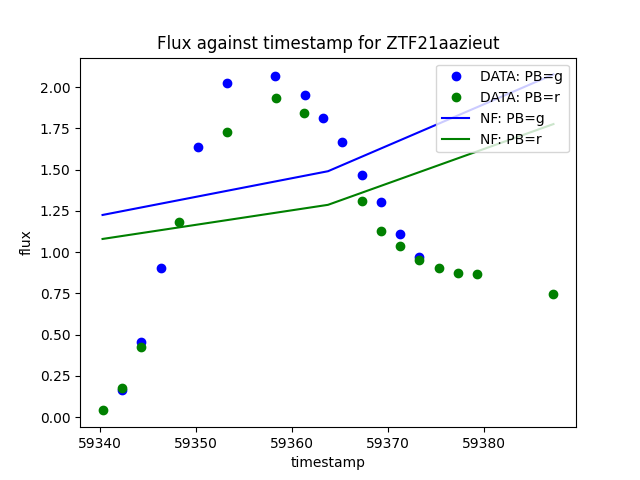 Flux against timestamp for ZTF21aazieut
DATA: PB=g
DATA: PB=r
NF: PB=g
NF: PB=r
flux
2.00
1.75
1.50
1.25
1.00
0.75
0.50
0.25
0.00
59340 59350 59360 59370 59380
timestamp